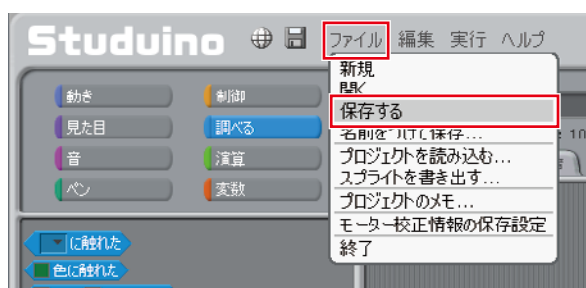 Studuino ファイル 編集 実行 ヘルプ
新規
開く
保存する
名前をつけて保存...
プロジェクトを読み込む...
スプライトを書き出す...
プロジェクトのメモ...
モーター校正情報の保存設定
終了
動き 制御
見た目 調べる
音 演算
ペン 変数
に触れた
色に触れた
10